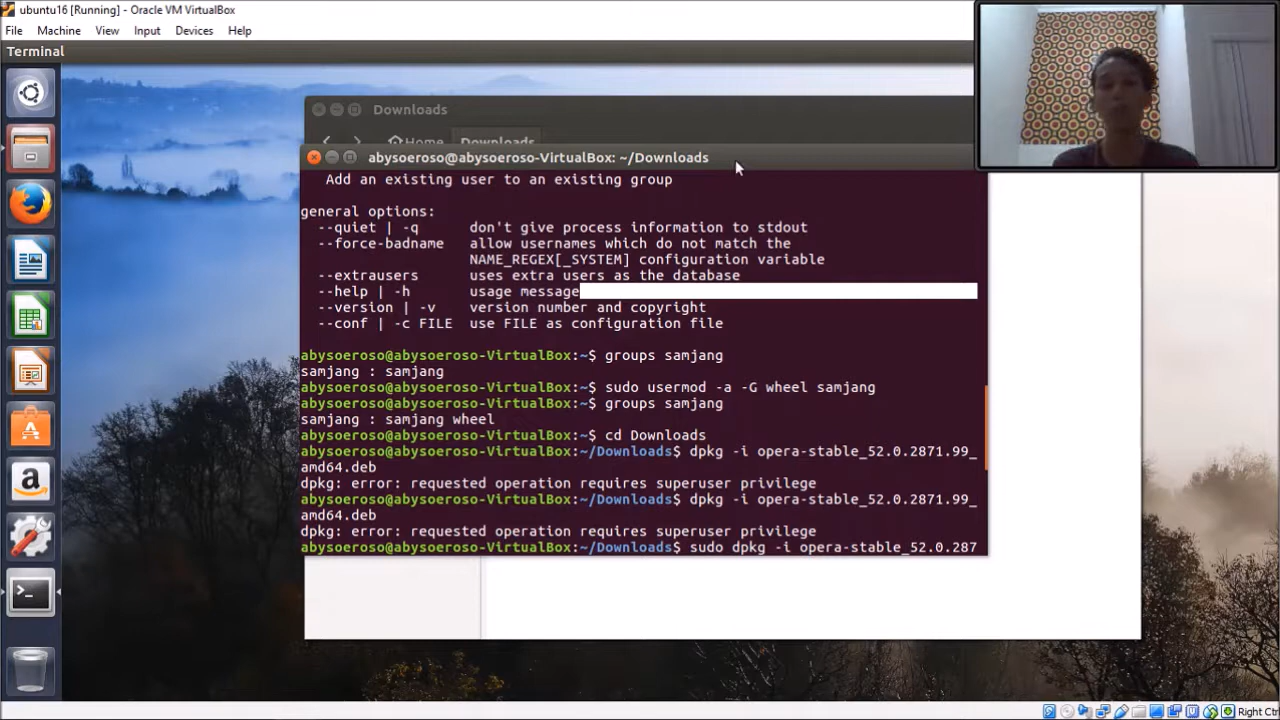 ubuntu16 [Running] - Oracle VM VirtualBox
File Machine View Input Devices Help
Terminal
Downloads
Home Downloads
abysoeroso@abysoeroso-VirtualBox: ~/Downloads
Add an existing user to an existing group
general options:
--quiet | -q don't give process information to stdout
--force-badname allow usernames which do not match the
NAME_REGEX[_SYSTEM] configuration variable
--extrausers uses extra users as the database
--help | -h usage message
--version | -v version number and copyright
--conf | -c FILE use FILE as configuration file
abysoeroso@abysoeroso-VirtualBox:~$ groups samjang
samjang : samjang
abysoeroso@abysoeroso-VirtualBox:~$ sudo usermod -a -G wheel samjang
abysoeroso@abysoeroso-VirtualBox:~$ groups samjang
samjang : samjang wheel
abysoeroso@abysoeroso-VirtualBox:~$ cd Downloads
abysoeroso@abysoeroso-VirtualBox:~/Downloads$ dpkg -i opera-stable_52.0.2871.99_
amd64.deb
dpkg: error: requested operation requires superuser privilege
abysoeroso@abysoeroso-VirtualBox:~/Downloads$ dpkg -i opera-stable_52.0.2871.99_
amd64.deb
dpkg: error: requested operation requires superuser privilege
abysoeroso@abysoeroso-VirtualBox:~/Downloads$ sudo dpkg -i opera-stable_52.0.287
Right Ctrl